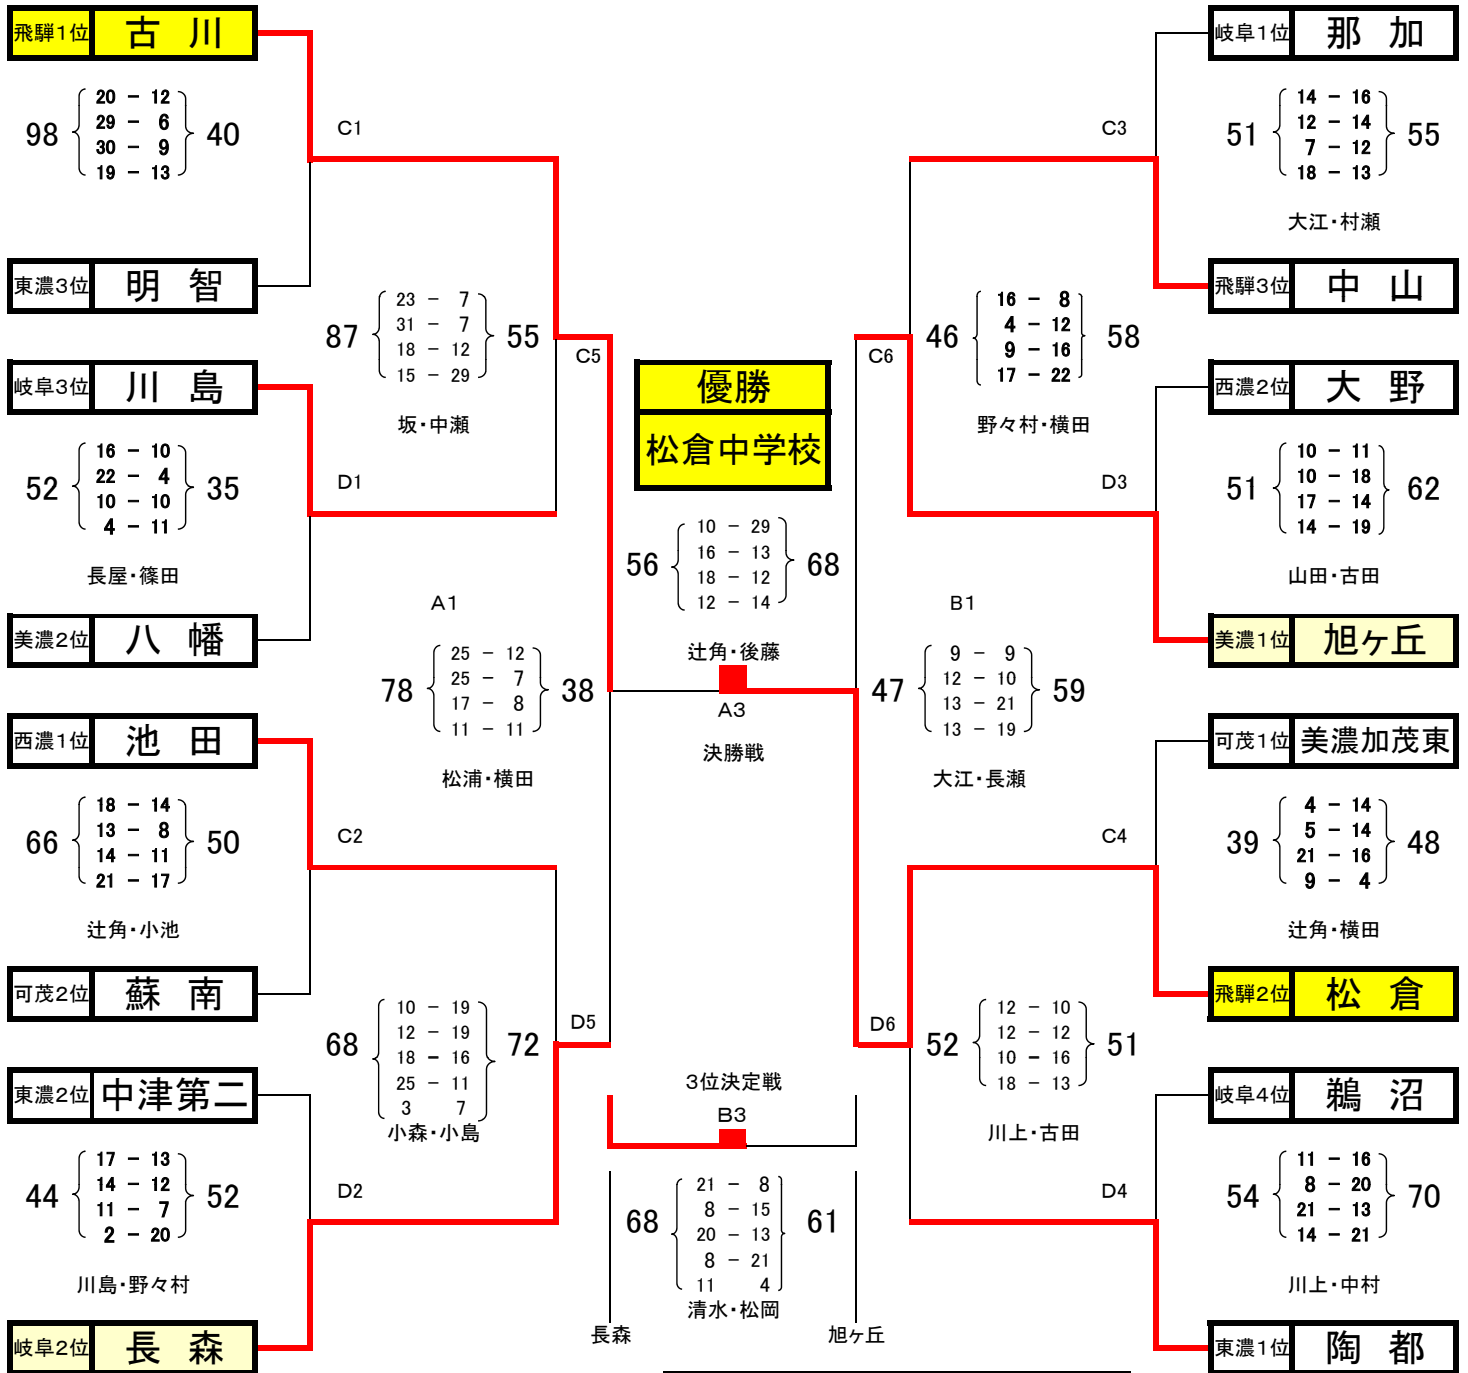 飛騨1位 古川
98 40
20 - 12
29 - 6
30 - 9
19 - 13
C1
東濃3位 明智
87 55
23 - 7
31 - 7
18 - 12
15 - 29
坂・中瀬
C5
岐阜3位 川島
52 35
16 - 10
22 - 4
10 - 10
4 - 11
長屋・篠田
D1
美濃2位 八幡
A1
78 38
25 - 12
25 - 7
17 - 8
11 - 11
松浦・横田
西濃1位 池田
66 50
18 - 14
13 - 8
14 - 11
21 - 17
辻角・小池
C2
可茂2位 蘇南
68 72
10 - 19
12 - 19
18 - 16
25 - 11
3 7
小森・小島
D5
東濃2位 中津第二
44 52
17 - 13
14 - 12
11 - 7
2 - 20
川島・野々村
D2
岐阜2位 長森
優勝
松倉中学校
56 68
10 - 29
16 - 13
18 - 12
12 - 14
辻角・後藤
A3
決勝戦
3位決定戦
B3
68 61
21 - 8
8 - 15
20 - 13
8 - 21
11 4
清水・松岡
長森
旭ヶ丘
岐阜1位 那加
C3
51 55
14 - 16
12 - 14
7 - 12
18 - 13
大江・村瀬
飛騨3位 中山
46 58
16 - 8
4 - 12
9 - 16
17 - 22
野々村・横田
C6
西濃2位 大野
D3
51 62
10 - 11
10 - 18
17 - 14
14 - 19
山田・古田
美濃1位 旭ヶ丘
B1
47 59
9 - 9
12 - 10
13 - 21
13 - 19
大江・長瀬
可茂1位 美濃加茂東
C4
39 48
4 - 14
5 - 14
21 - 16
9 - 4
辻角・横田
飛騨2位 松倉
D6
52 51
12 - 10
12 - 12
10 - 16
18 - 13
川上・古田
岐阜4位 鵜沼
D4
54 70
11 - 16
8 - 20
21 - 13
14 - 21
川上・中村
東濃1位 陶都